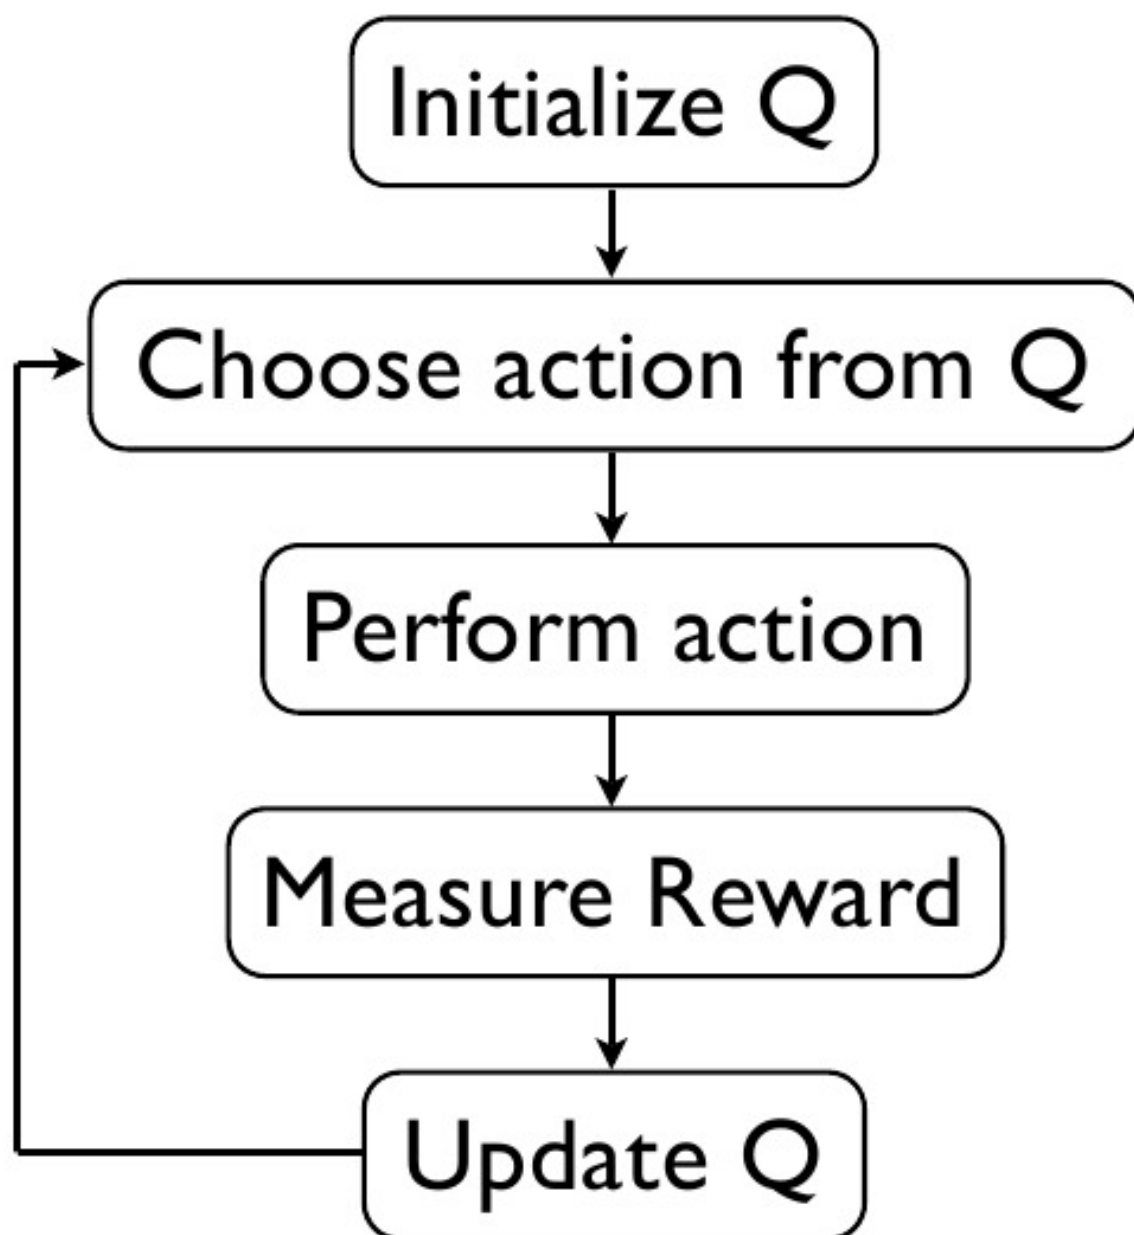 Initialize Q
Choose action from Q
Perform action
Measure Reward
Update Q